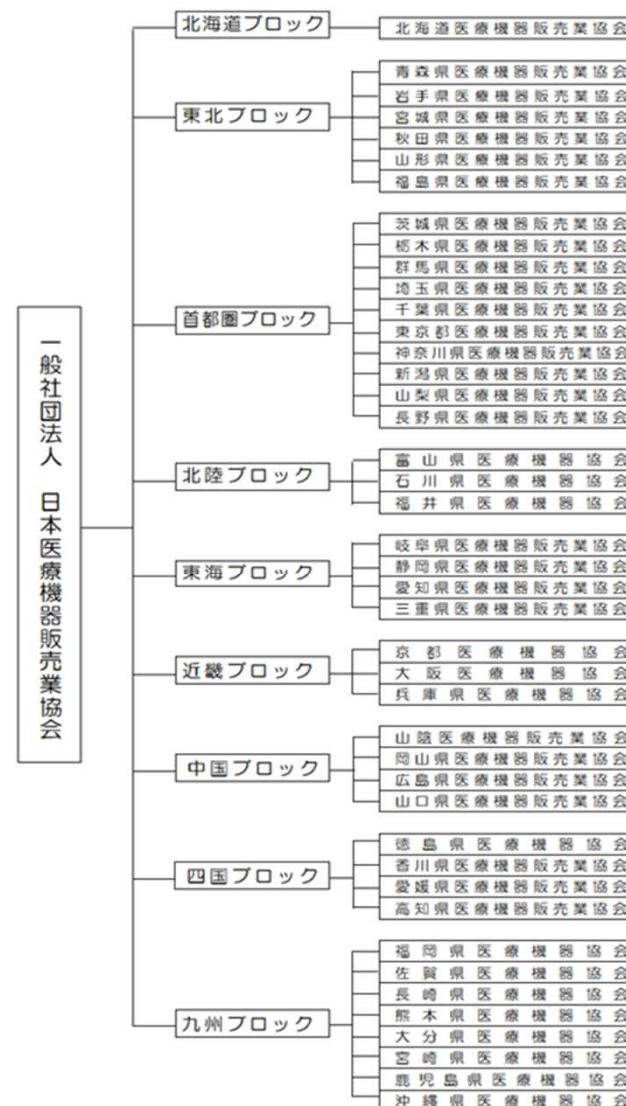 一般社団法人　日本医療機器販売業協会
北海道ブロック
北海道医療機器販売業協会
東北ブロック
青森県医療機器販売業協会
岩手県医療機器販売業協会
宮城県医療機器販売業協会
秋田県医療機器販売業協会
山形県医療機器販売業協会
福島県医療機器販売業協会
首都圏ブロック
茨城県医療機器販売業協会
栃木県医療機器販売業協会
群馬県医療機器販売業協会
埼玉県医療機器販売業協会
千葉県医療機器販売業協会
東京都医療機器販売業協会
神奈川県医療機器販売業協会
新潟県医療機器販売業協会
山梨県医療機器販売業協会
長野県医療機器販売業協会
北陸ブロック
富山県医療機器協会
石川県医療機器協会
福井県医療機器協会
東海ブロック
岐阜県医療機器販売業協会
静岡県医療機器販売業協会
愛知県医療機器販売業協会
三重県医療機器販売業協会
近畿ブロック
京都医療機器協会
大阪医療機器協会
兵庫県医療機器協会
中国ブロック
山陰医療機器販売業協会
岡山県医療機器販売業協会
広島県医療機器販売業協会
山口県医療機器販売業協会
四国ブロック
徳島県医療機器協会
香川県医療機器販売業協会
愛媛県医療機器販売業協会
高知県医療機器販売業協会
九州ブロック
福岡県医療機器協会
佐賀県医療機器協会
長崎県医療機器協会
熊本県医療機器協会
大分県医療機器協会
宮崎県医療機器協会
鹿児島県医療機器協会
沖縄県医療機器協会